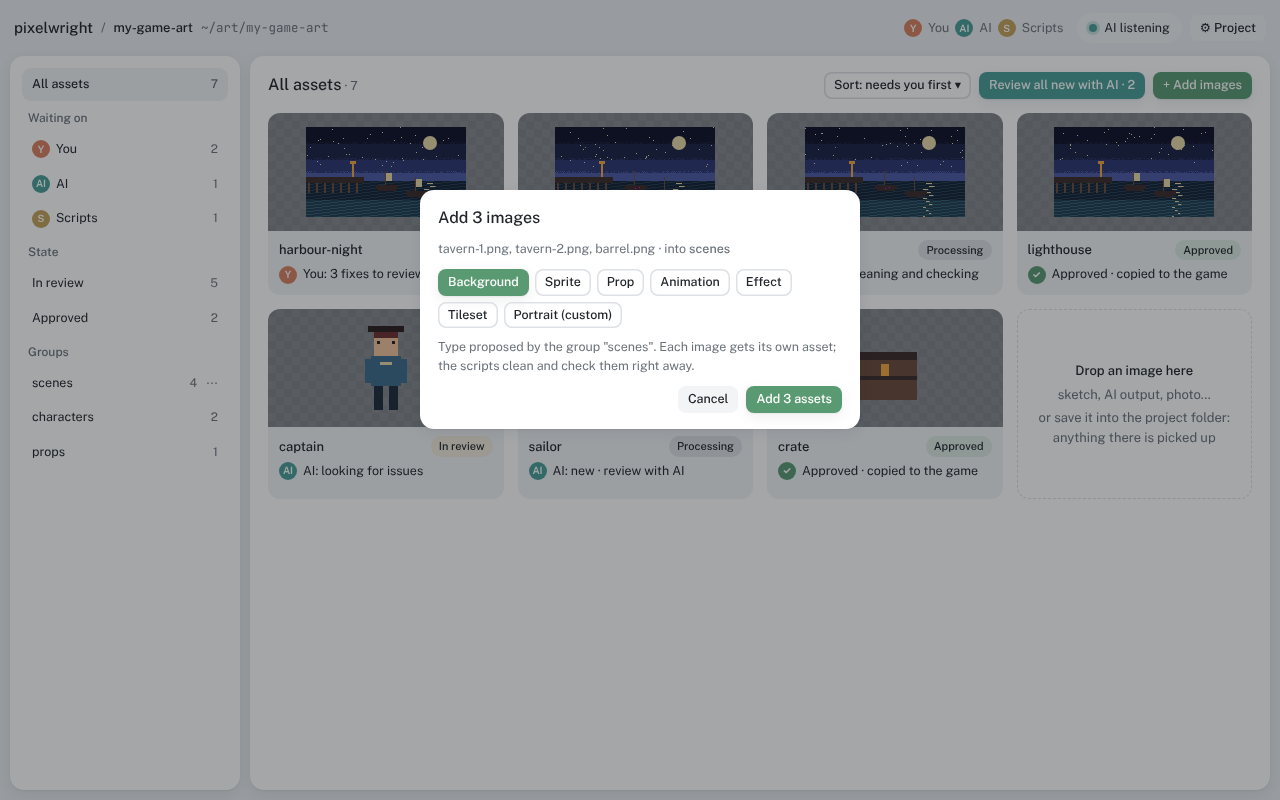 pixelwright / my-game-art ~/art/my-game-art
Y You AI AI S Scripts AI listening ⚙ Project
All assets 7
Waiting on
Y You 2
AI AI 1
S Scripts 1
State
In review 5
Approved 2
Groups
scenes 4 ⋯
characters 2
props 1
All assets · 7
Sort: needs you first ▾
Review all new with AI · 2
+ Add images
harbour-night
Y You: 3 fixes to review
Processing
eaning and checking
lighthouse Approved
Approved · copied to the game
Add 3 images
tavern-1.png, tavern-2.png, barrel.png · into scenes
Background Sprite Prop Animation Effect
Tileset Portrait (custom)
Type proposed by the group "scenes". Each image gets its own asset;
the scripts clean and check them right away.
Cancel Add 3 assets
captain In review
AI AI: looking for issues
sailor Processing
AI AI: new · review with AI
crate Approved
Approved · copied to the game
Drop an image here
sketch, AI output, photo...
or save it into the project folder:
anything there is picked up